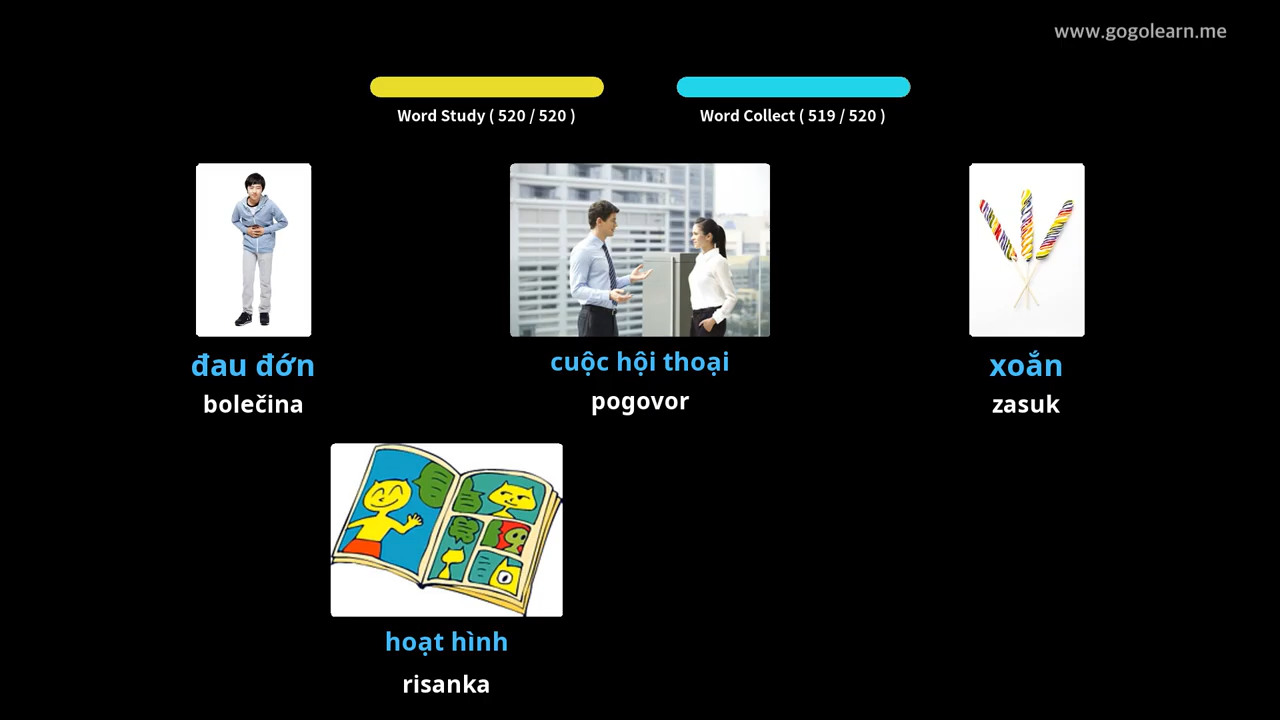 www.gogolearn.me
Word Study ( 520 / 520 )
Word Collect ( 519 / 520 )
đau đớn
bolečina
cuộc hội thoại
pogovor
xoắn
zasuk
hoạt hình
risanka